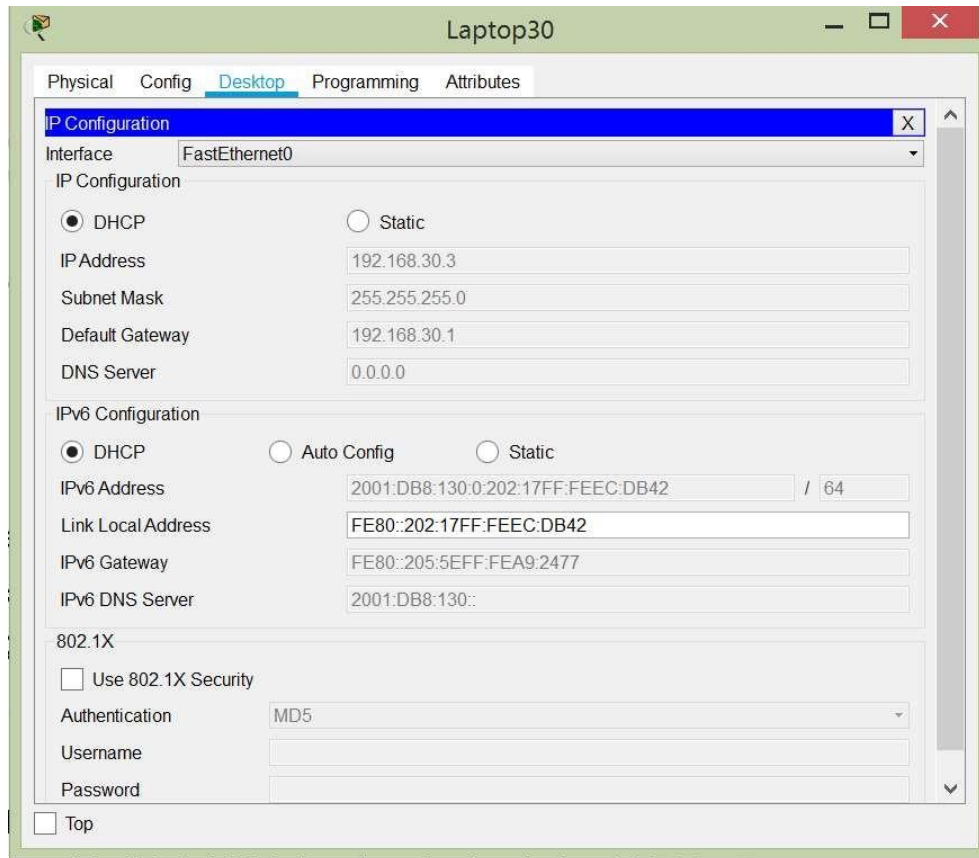 Laptop30
Physical Config Desktop Programming Attributes
IP Configuration X
Interface FastEthernet0
IP Configuration
DHCP Static
IP Address 192.168.30.3
Subnet Mask 255.255.255.0
Default Gateway 192.168.30.1
DNS Server 0.0.0.0
IPv6 Configuration
DHCP Auto Config Static
IPv6 Address 2001:DB8:130:0:202:17FF:FEEC:DB42 / 64
Link Local Address FE80::202:17FF:FEEC:DB42
IPv6 Gateway FE80::205:5EFF:FEA9:2477
IPv6 DNS Server 2001:DB8:130::
802.1X
Use 802.1X Security
Authentication MD5
Username
Password
Top